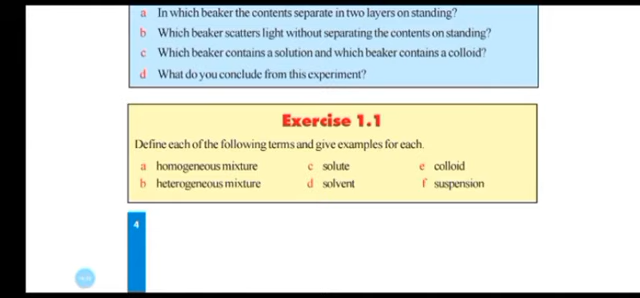 a In which beaker the contents separate in two layers on standing?
b Which beaker scatters light without separating the contents on standing?
c Which beaker contains a solution and which beaker contains a colloid?
d What do you conclude from this experiment?
Exercise 1.1
Define each of the following terms and give examples for each.
a homogeneous mixture c solute e colloid
b heterogeneous mixture d solvent f suspension
4